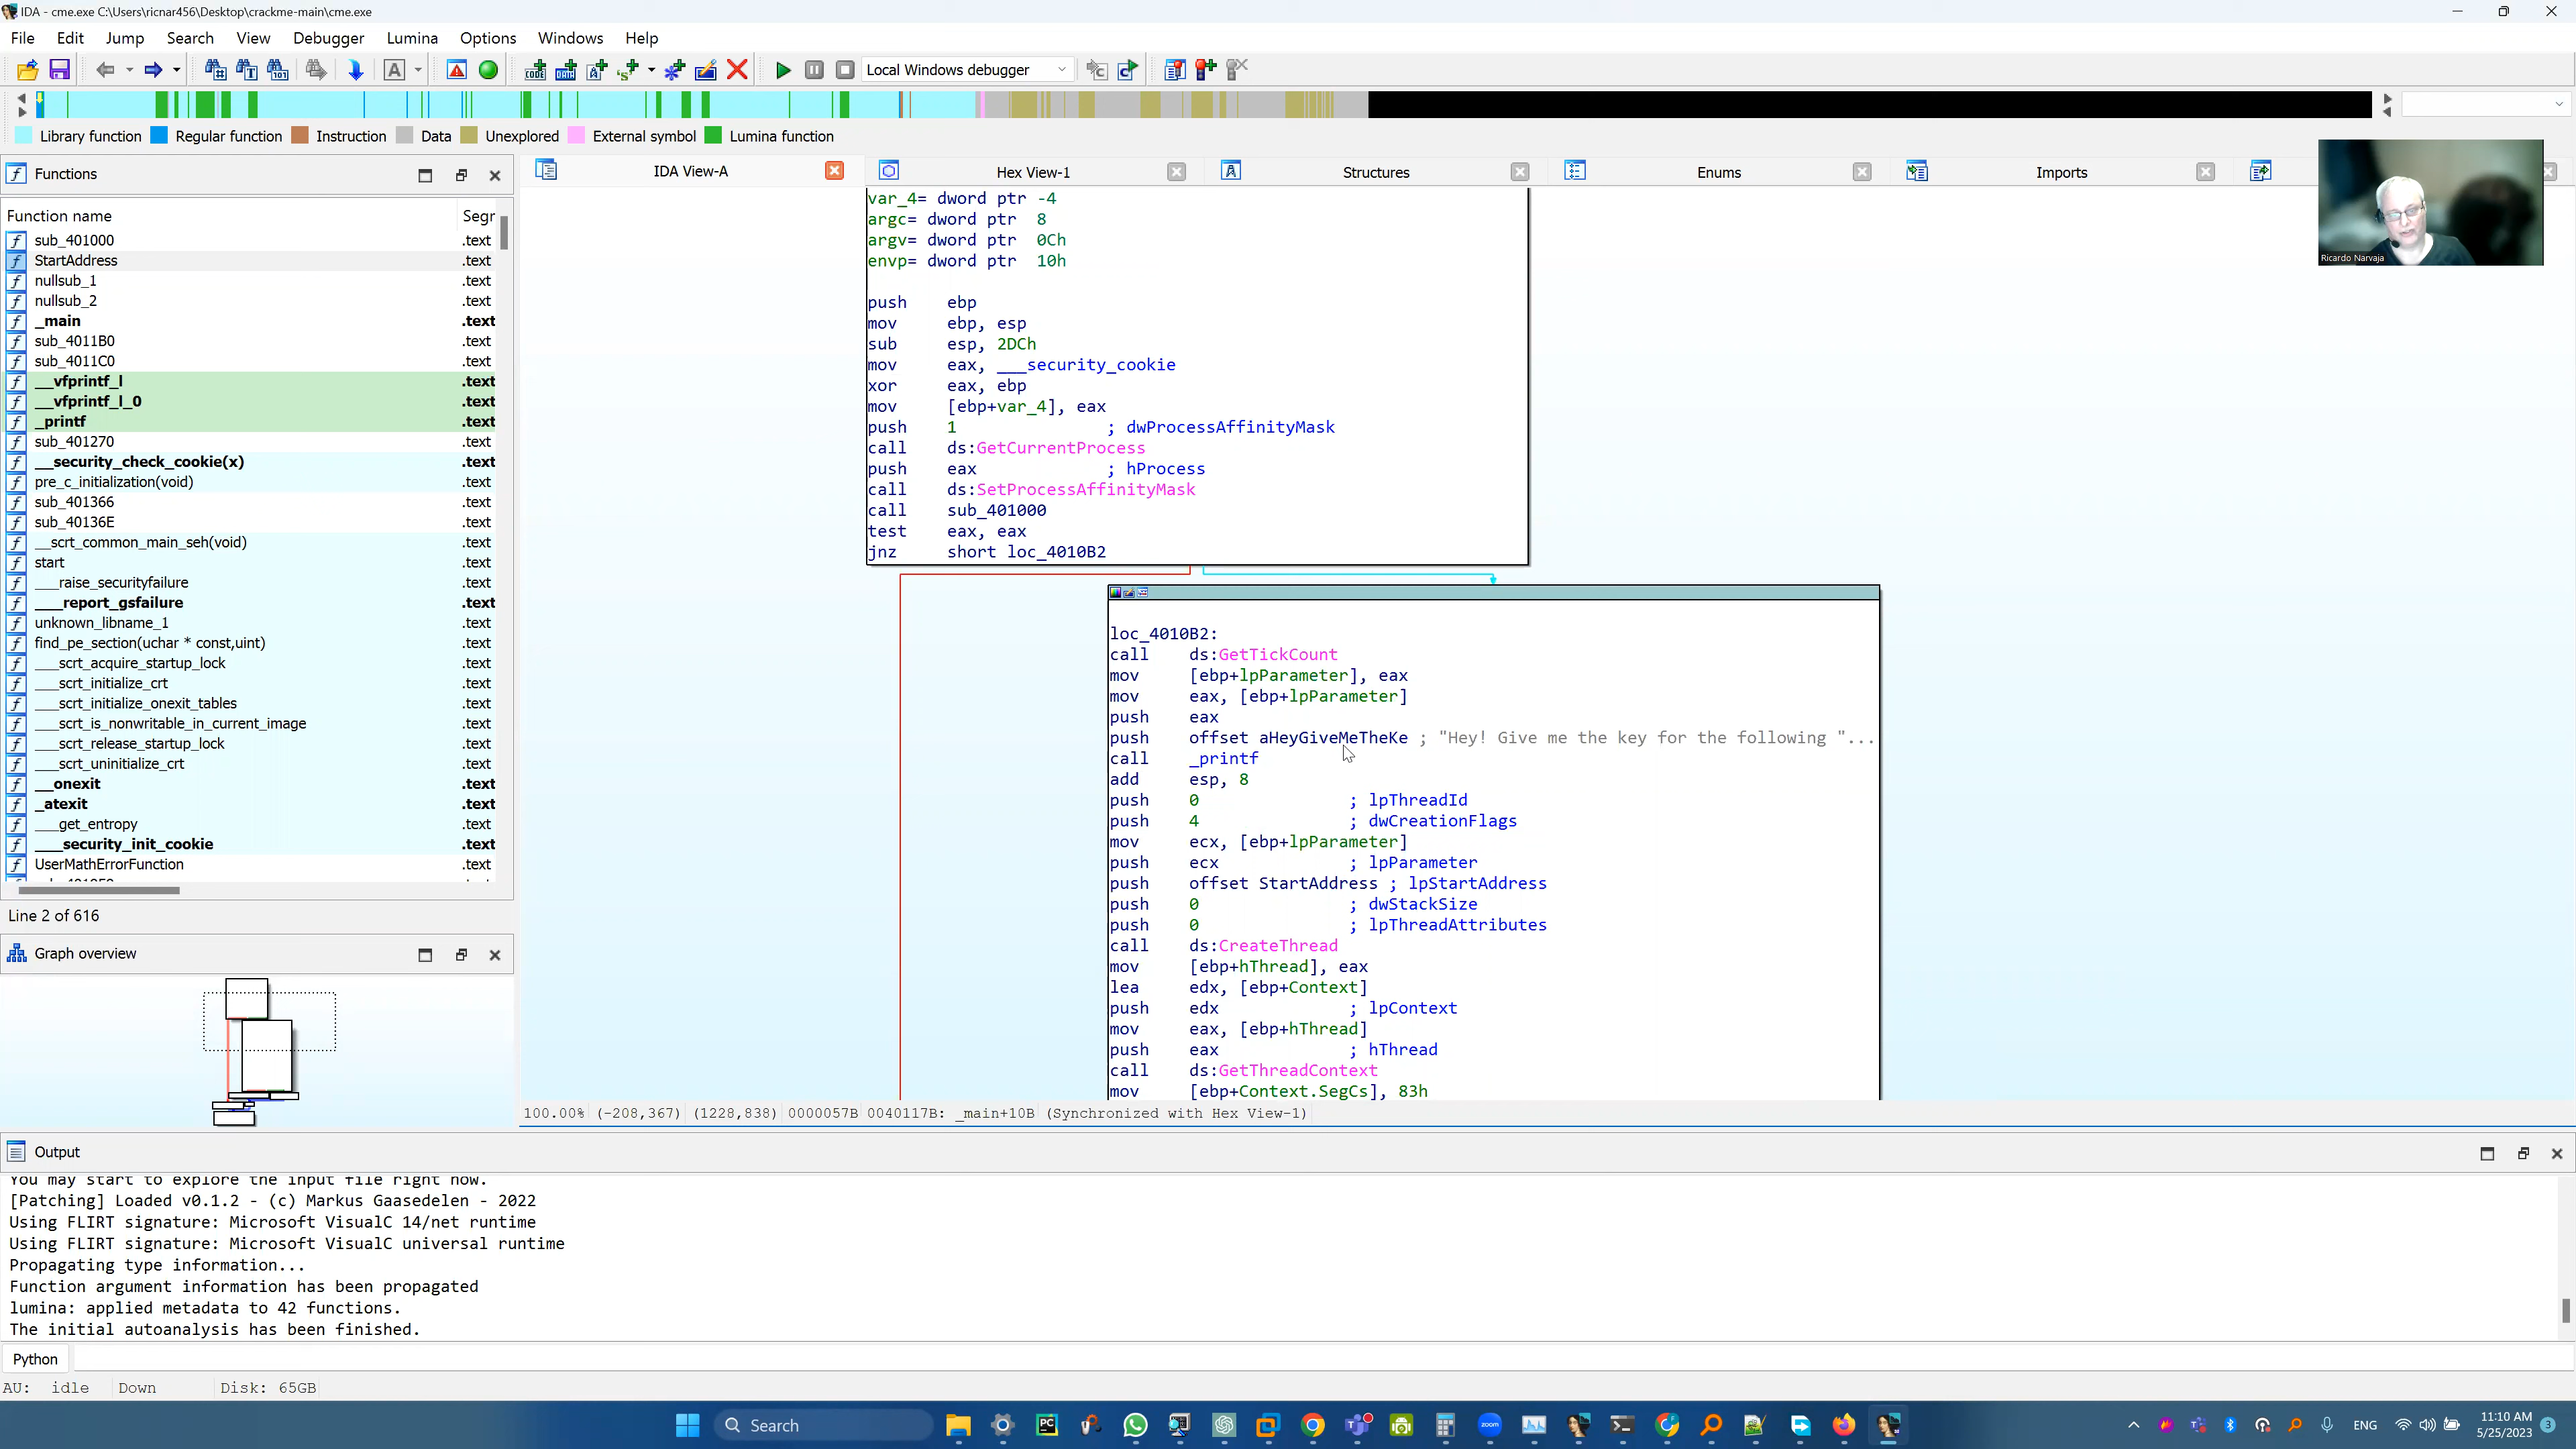 IDA - cme.exe C:\Users\ricnar456\Desktop\crackme-main\cme.exe
File Edit Jump Search View Debugger Lumina Options Windows Help
Local Windows debugger
Library function Regular function Instruction Data Unexplored External symbol Lumina function
Functions
Function name Segr
sub_401000 .text
StartAddress .text
nullsub_1 .text
nullsub_2 .text
_main .text
sub_4011B0 .text
sub_4011C0 .text
__vfprintf_l .text
__vfprintf_l_0 .text
_printf .text
sub_401270 .text
__security_check_cookie(x) .text
pre_c_initialization(void) .text
sub_401366 .text
sub_40136E .text
__scrt_common_main_seh(void) .text
start .text
___raise_securityfailure .text
___report_gsfailure .text
unknown_libname_1 .text
find_pe_section(uchar * const,uint) .text
___scrt_acquire_startup_lock .text
___scrt_initialize_crt .text
___scrt_initialize_onexit_tables .text
___scrt_is_nonwritable_in_current_image .text
___scrt_release_startup_lock .text
___scrt_uninitialize_crt .text
__onexit .text
_atexit .text
___get_entropy .text
___security_init_cookie .text
UserMathErrorFunction .text
Line 2 of 616
Graph overview
IDA View-A Hex View-1 Structures Enums Imports
Ricardo Narvaja
var_4= dword ptr -4
argc= dword ptr 8
argv= dword ptr 0Ch
envp= dword ptr 10h
push ebp
mov ebp, esp
sub esp, 2DCh
mov eax, ___security_cookie
xor eax, ebp
mov [ebp+var_4], eax
push 1 ; dwProcessAffinityMask
call ds:GetCurrentProcess
push eax ; hProcess
call ds:SetProcessAffinityMask
call sub_401000
test eax, eax
jnz short loc_4010B2
loc_4010B2:
call ds:GetTickCount
mov [ebp+lpParameter], eax
mov eax, [ebp+lpParameter]
push eax
push offset aHeyGiveMeTheKe ; "Hey! Give me the key for the following "...
call _printf
add esp, 8
push 0 ; lpThreadId
push 4 ; dwCreationFlags
mov ecx, [ebp+lpParameter]
push ecx ; lpParameter
push offset StartAddress ; lpStartAddress
push 0 ; dwStackSize
push 0 ; lpThreadAttributes
call ds:CreateThread
mov [ebp+hThread], eax
lea edx, [ebp+Context]
push edx ; lpContext
mov eax, [ebp+hThread]
push eax ; hThread
call ds:GetThreadContext
mov [ebp+Context.SegCs], 83h
100.00% (-208,367) (1228,838) 0000057B 0040117B: _main+10B (Synchronized with Hex View-1)
Output
You may start to explore the input file right now.
[Patching] Loaded v0.1.2 - (c) Markus Gaasedelen - 2022
Using FLIRT signature: Microsoft VisualC 14/net runtime
Using FLIRT signature: Microsoft VisualC universal runtime
Propagating type information...
Function argument information has been propagated
lumina: applied metadata to 42 functions.
The initial autoanalysis has been finished.
Python
AU: idle Down Disk: 65GB
Search
ENG
11:10 AM
5/25/2023
3